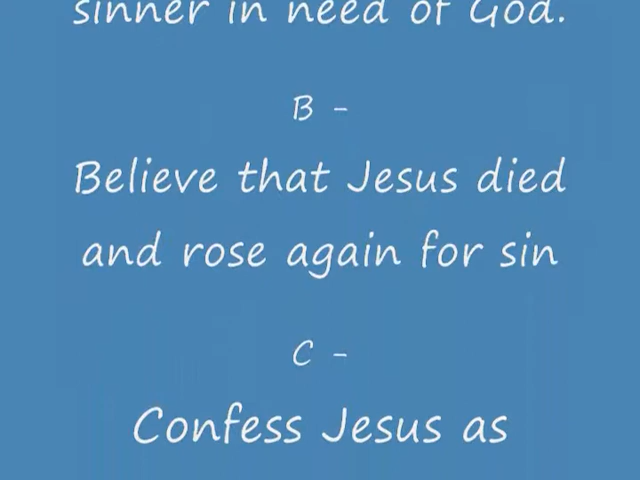 sinner in need of God.
B -
Believe that Jesus died
and rose again for sin
C -
Confess Jesus as